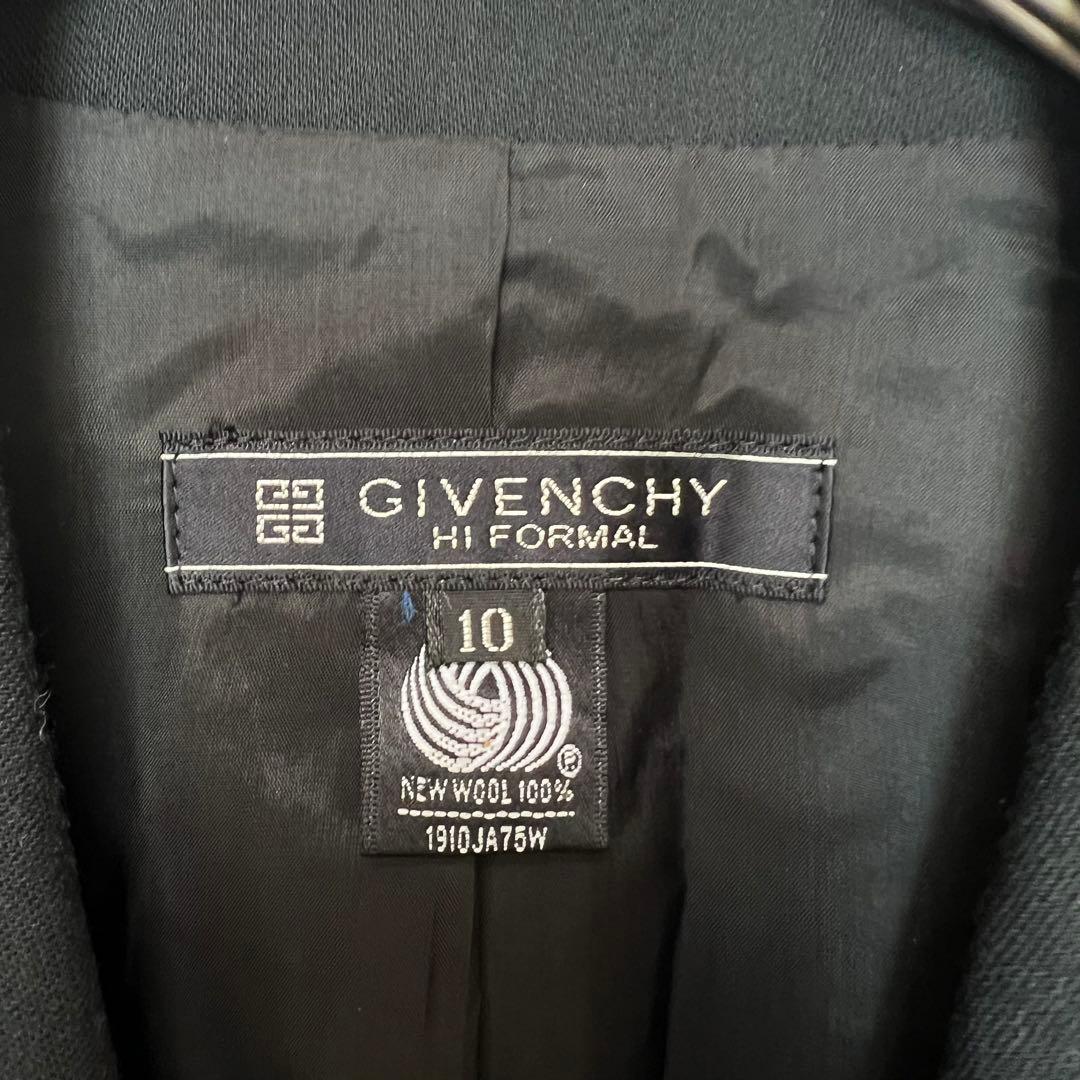 GIVENCHY
HI FORMAL
10
®
NEW WOOL 100%
1910JA75W